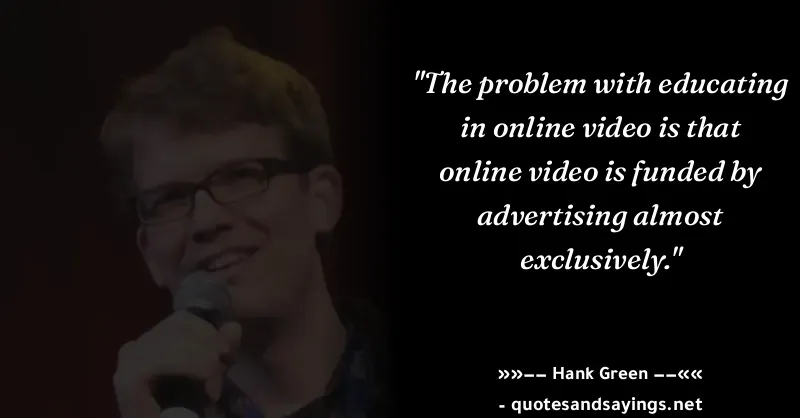 "The problem with educating
in online video is that
online video is funded by
advertising almost
exclusively."
»»−− Hank Green −−««
- quotesandsayings.net